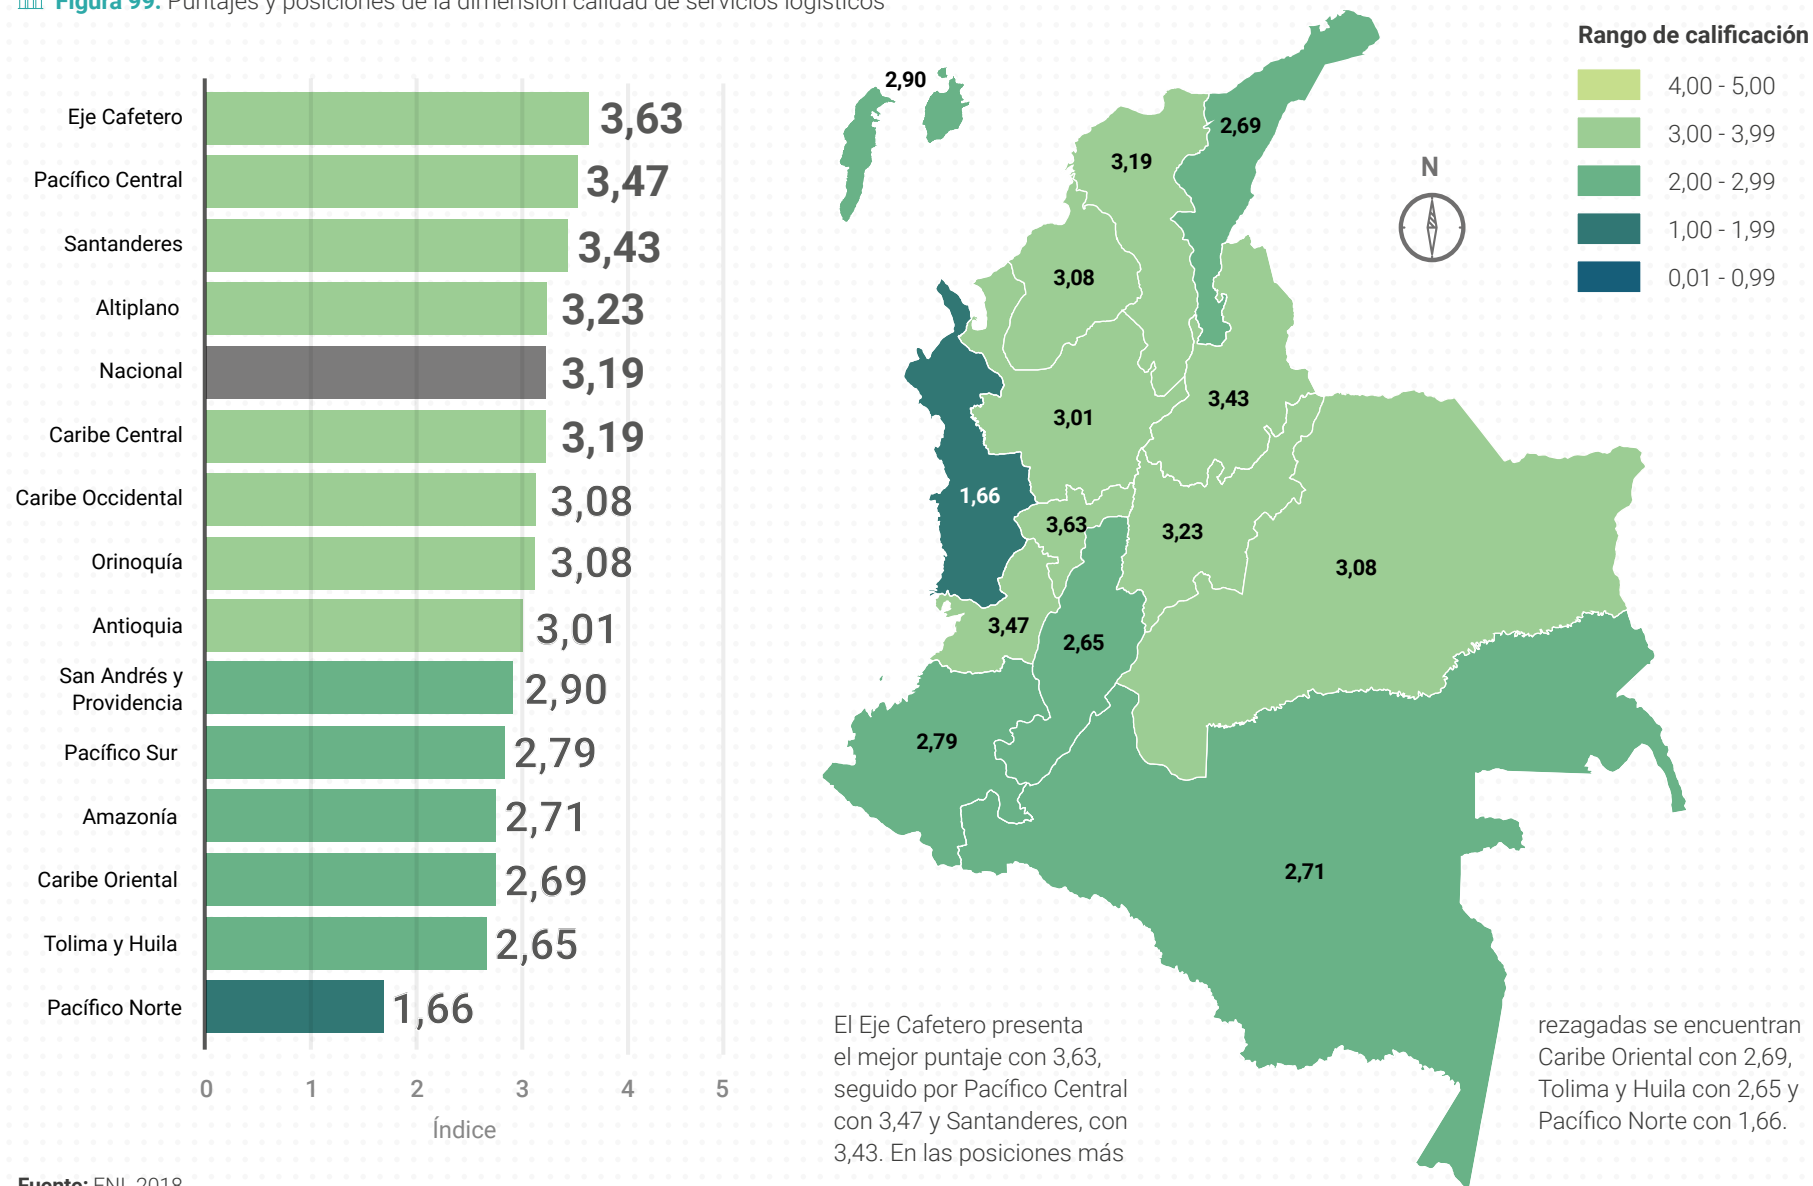 Figura 99. Puntajes y posiciones de la dimensión calidad de servicios logísticos
Eje Cafetero 3,63
Pacífico Central 3,47
Santanderes 3,43
Altiplano 3,23
Nacional 3,19
Caribe Central 3,19
Caribe Occidental 3,08
Orinoquía 3,08
Antioquia 3,01
San Andrés y
Providencia 2,90
Pacífico Sur 2,79
Amazonía 2,71
Caribe Oriental 2,69
Tolima y Huila 2,65
Pacífico Norte 1,66
0 1 2 3 4 5
Índice
Fuente: ENL 2018
2,90
2,69
3,19
3,08
3,43
3,01
1,66
3,63
3,23
3,08
3,47
2,65
2,79
2,71
N
Rango de calificación
4,00 - 5,00
3,00 - 3,99
2,00 - 2,99
1,00 - 1,99
0,01 - 0,99
El Eje Cafetero presenta
el mejor puntaje con 3,63,
seguido por Pacífico Central
con 3,47 y Santanderes, con
3,43. En las posiciones más
rezagadas se encuentran
Caribe Oriental con 2,69,
Tolima y Huila con 2,65 y
Pacífico Norte con 1,66.